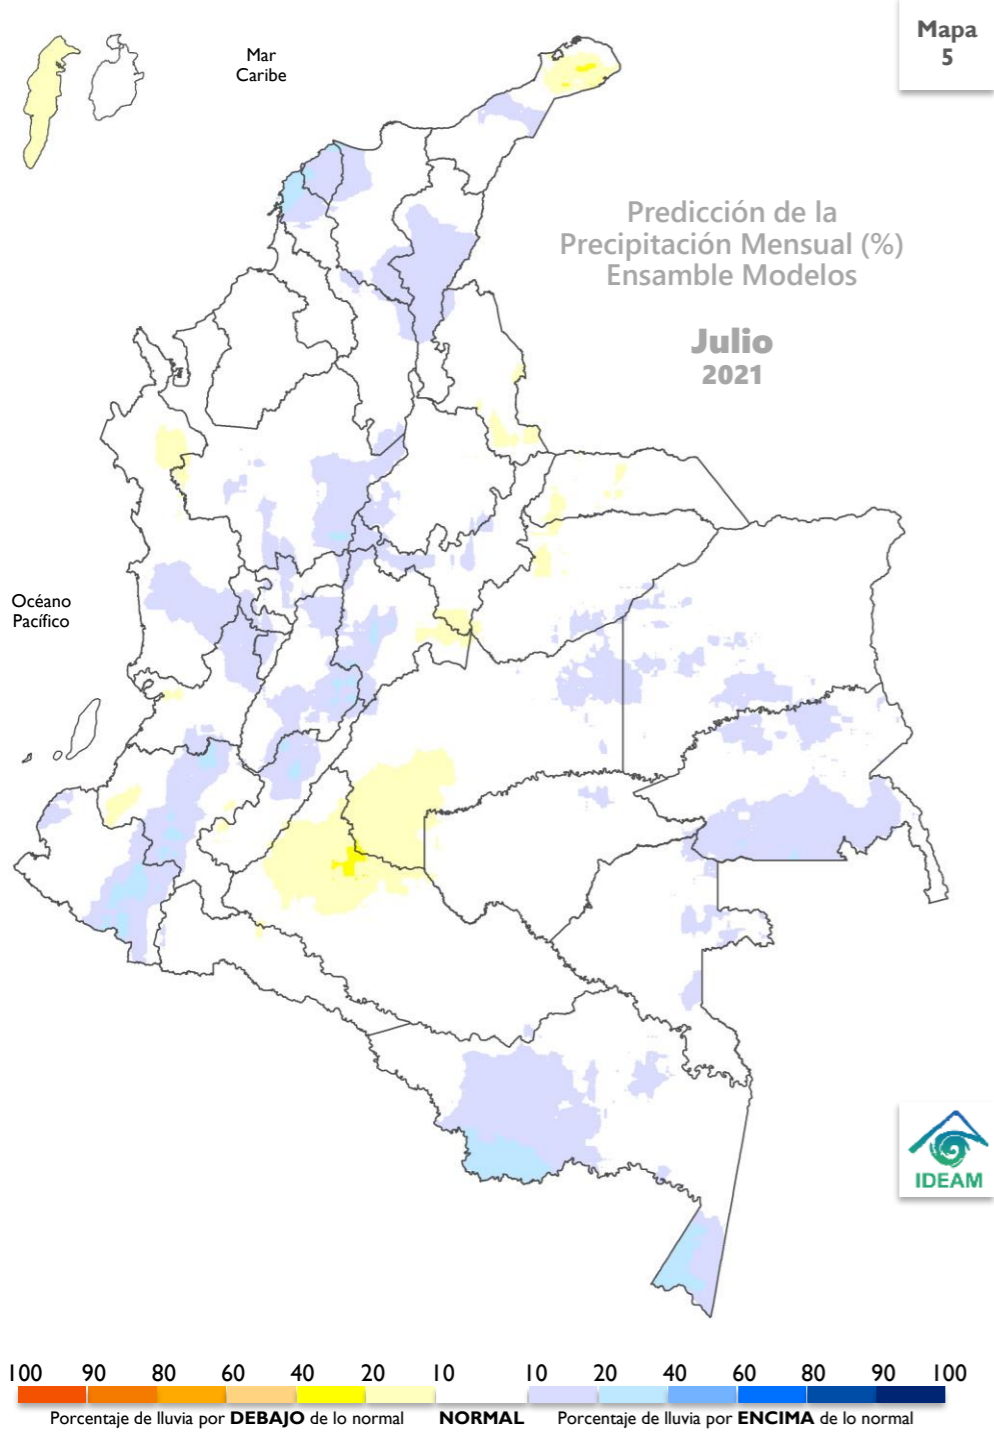 Mapa
5
Mar
Caribe
Predicción de la
Precipitación Mensual (%)
Ensamble Modelos
Julio
2021
Océano
Pacífico
IDEAM
100 90 80 60 40 20 10 10 20 40 60 80 90 100
Porcentaje de lluvia por DEBAJO de lo normal NORMAL Porcentaje de lluvia por ENCIMA de lo normal